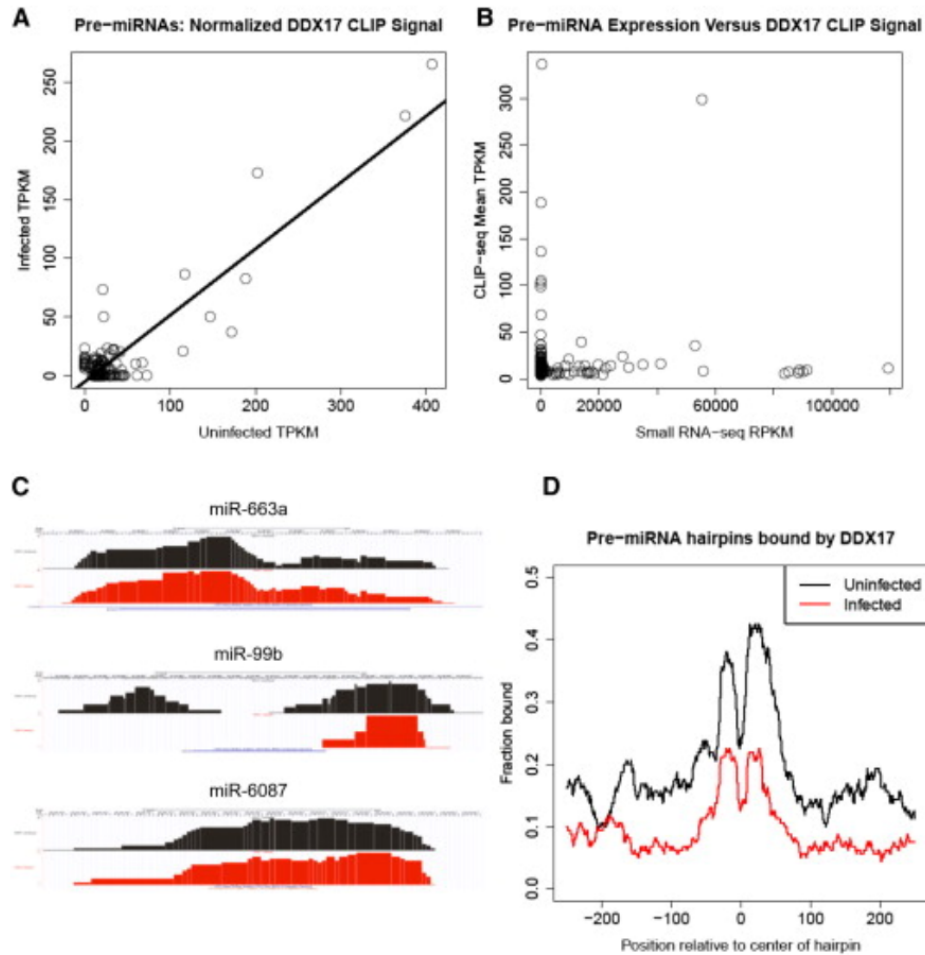 A
Pre-miRNAs: Normalized DDX17 CLIP Signal
Infected TPKM
250
200
150
100
50
0
0 100 200 300 400
Uninfected TPKM
B
Pre-miRNA Expression Versus DDX17 CLIP Signal
CLIP-seq Mean TPKM
300
250
200
150
100
50
0
0 20000 60000 100000
Small RNA-seq RPKM
C
miR-663a
miR-99b
miR-6087
D
Pre-miRNA hairpins bound by DDX17
Uninfected
Infected
Fraction bound
0.5
0.4
0.3
0.2
0.1
0.0
−200 −100 0 100 200
Position relative to center of hairpin